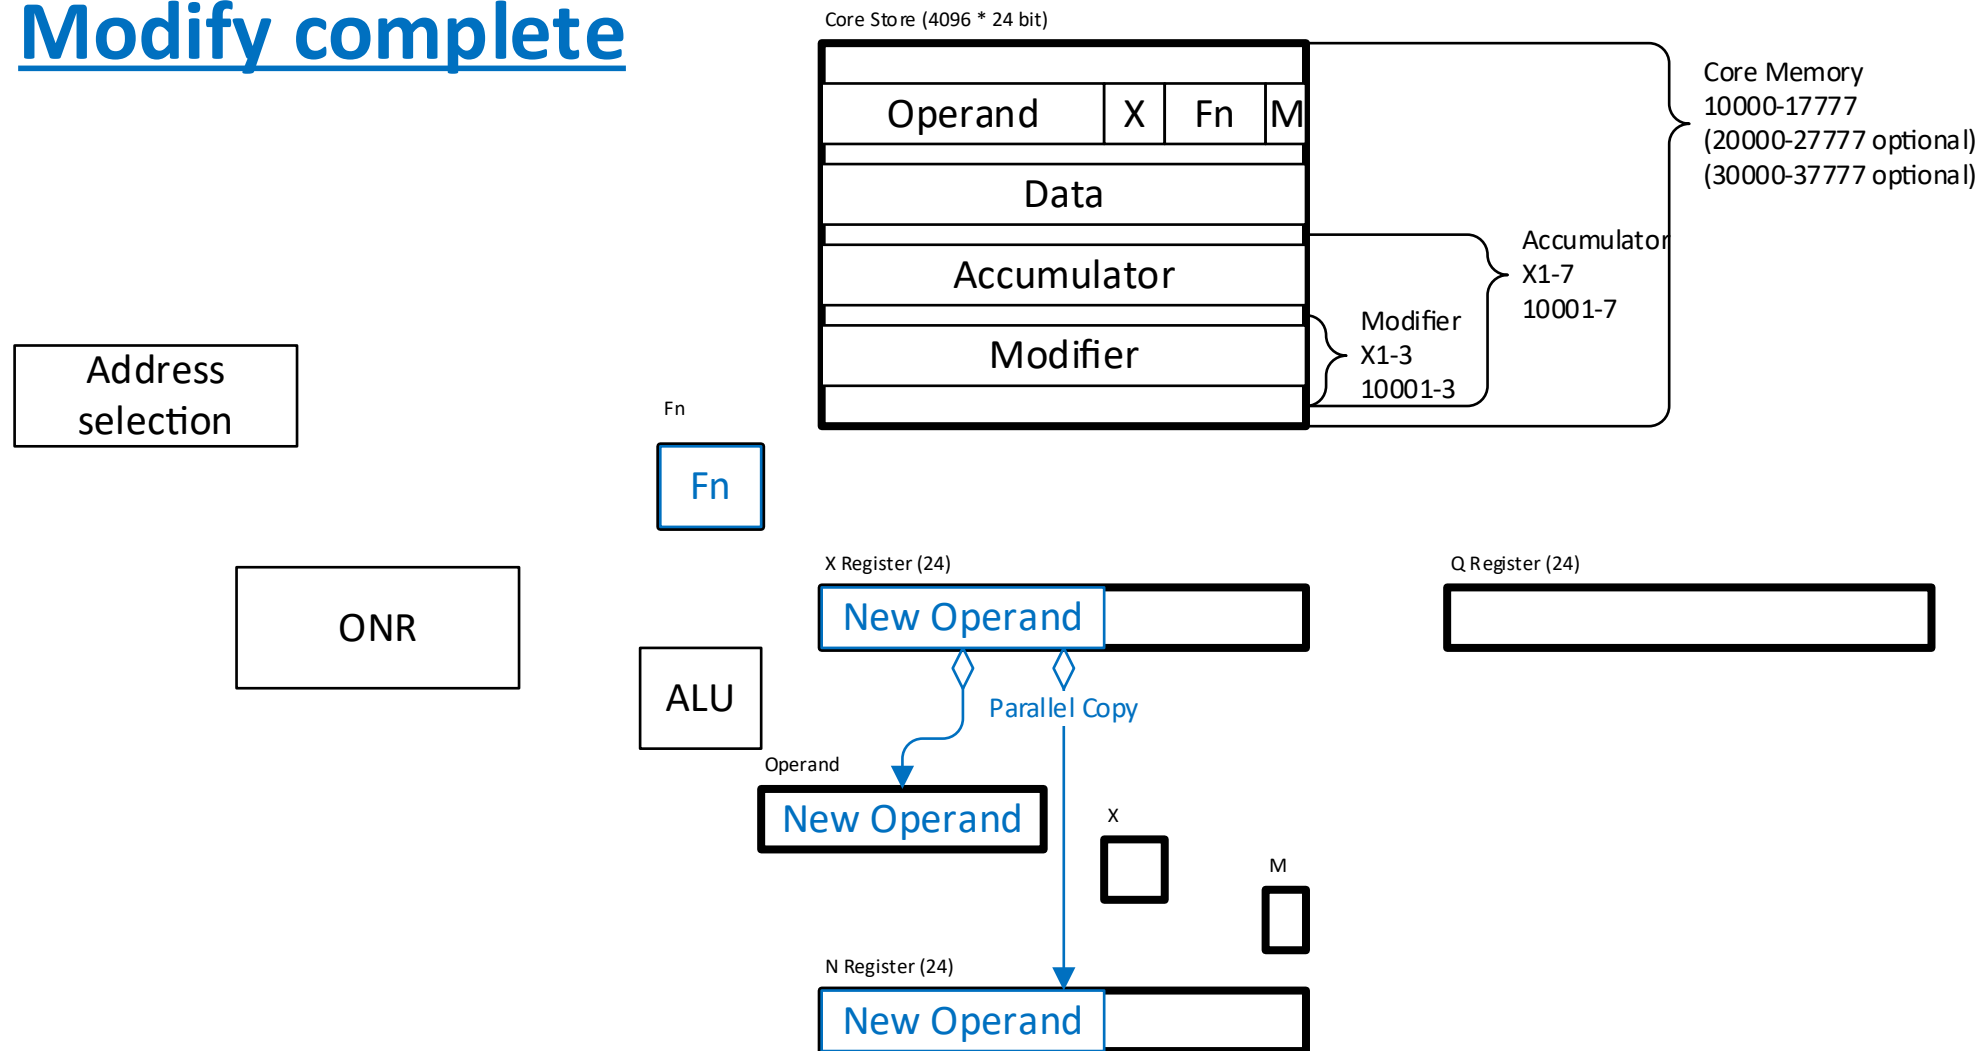 Modify complete
Core Store (4096 * 24 bit)
Core Memory
10000-17777
(20000-27777 optional)
(30000-37777 optional)
Operand X Fn M
Data
Accumulator
X1-7
10001-7
Accumulator
Modifier
X1-3
10001-3
Modifier
Address
selection
Fn
Fn
X Register (24)
Q Register (24)
New Operand
ONR
ALU
Parallel Copy
Operand
New Operand
X
M
N Register (24)
New Operand